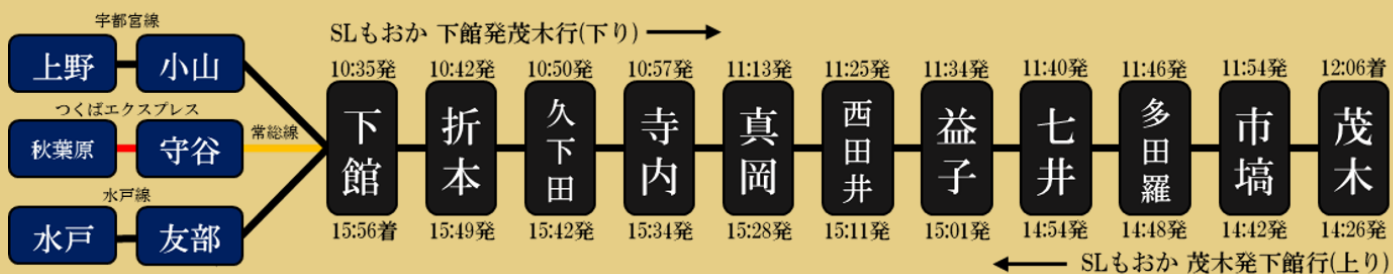 宇都宮線
上野 小山
つくばエクスプレス
秋葉原 守谷
常総線
水戸線
水戸 友部
SLもおか 下館発茂木行(下り)
10:35発 10:42発 10:50発 10:57発 11:13発 11:25発 11:34発 11:40発 11:46発 11:54発 12:06着
下館 折本 久下田 寺内 真岡 西田井 益子 七井 多田羅 市塙 茂木
15:56着 15:49発 15:42発 15:34発 15:28発 15:11発 15:01発 14:54発 14:48発 14:42発 14:26発
SLもおか 茂木発下館行(上り)